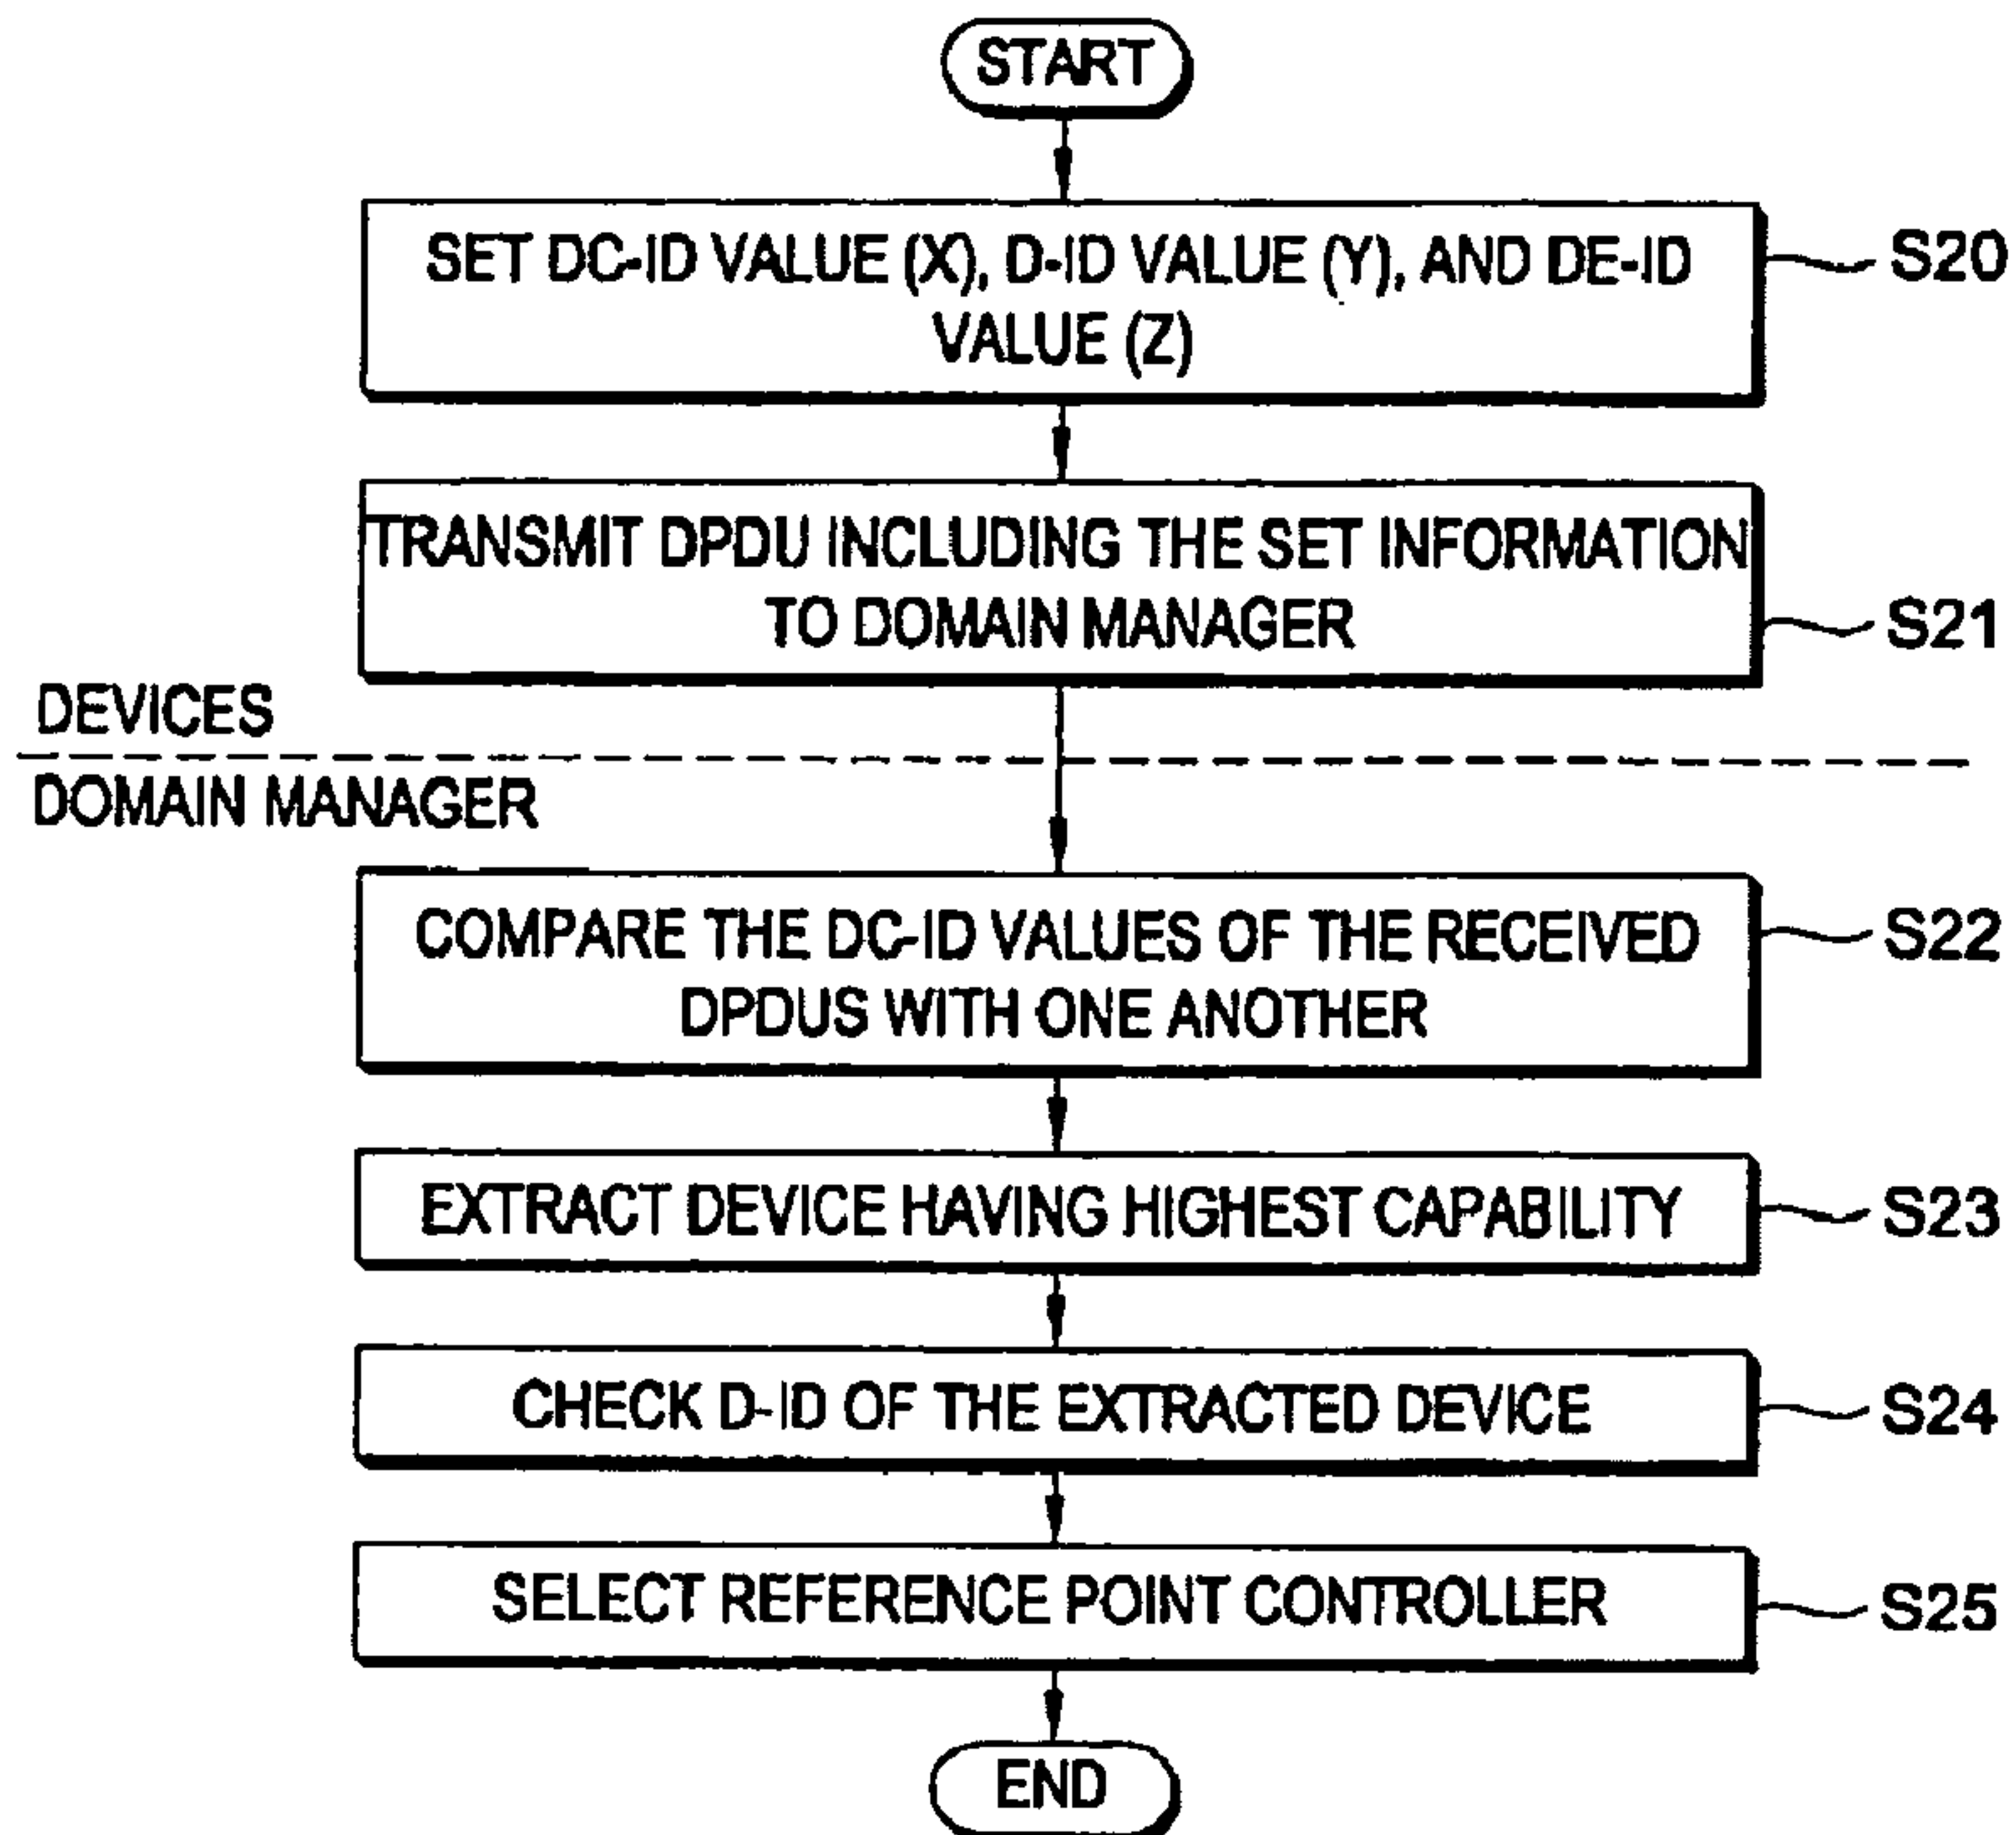 START
SET DC-ID VALUE (X), D-ID VALUE (Y), AND DE-ID
VALUE (Z)
S20
TRANSMIT DPDU INCLUDING THE SET INFORMATION
TO DOMAIN MANAGER
S21
DEVICES
DOMAIN MANAGER
COMPARE THE DC-ID VALUES OF THE RECEIVED
DPDUS WITH ONE ANOTHER
S22
EXTRACT DEVICE HAVING HIGHEST CAPABILITY
S23
CHECK D-ID OF THE EXTRACTED DEVICE
S24
SELECT REFERENCE POINT CONTROLLER
S25
END